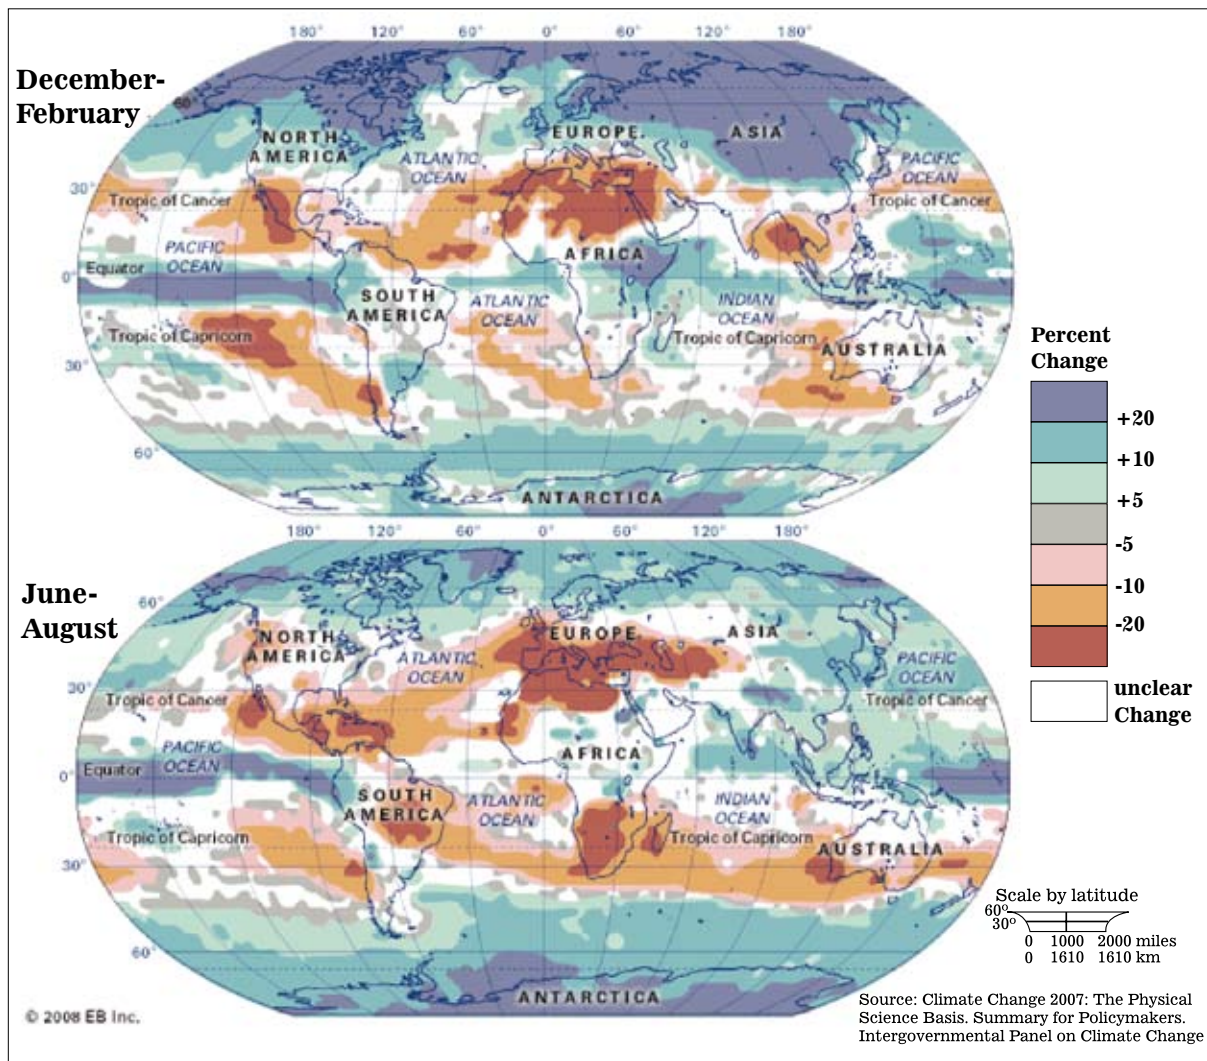 180° 120° 60° 0° 60° 120° 180°
December-
February
60°
NORTH
AMERICA
EUROPE
ASIA
ATLANTIC
OCEAN
PACIFIC
OCEAN
30°
Tropic of Cancer
Tropic of Cancer
PACIFIC
OCEAN
AFRICA
Equator
0°
SOUTH
AMERICA
ATLANTIC
OCEAN
INDIAN
OCEAN
Tropic of Capricorn
Tropic of Capricorn
AUSTRALIA
30°
60°
ANTARCTICA
180° 120° 60° 0° 60° 120° 180°
June-
August
60°
NORTH
AMERICA
EUROPE
ASIA
ATLANTIC
OCEAN
PACIFIC
OCEAN
30°
Tropic of Cancer
Tropic of Cancer
PACIFIC
OCEAN
AFRICA
Equator
0°
SOUTH
AMERICA
ATLANTIC
OCEAN
INDIAN
OCEAN
Tropic of Capricorn
Tropic of Capricorn
AUSTRALIA
30°
60°
ANTARCTICA
© 2008 EB Inc.
Percent
Change
+20
+10
+5
-5
-10
-20
unclear
Change
Scale by latitude
60°
30°
0 1000 2000 miles
0 1610 1610 km
Source: Climate Change 2007: The Physical
Science Basis. Summary for Policymakers.
Intergovernmental Panel on Climate Change